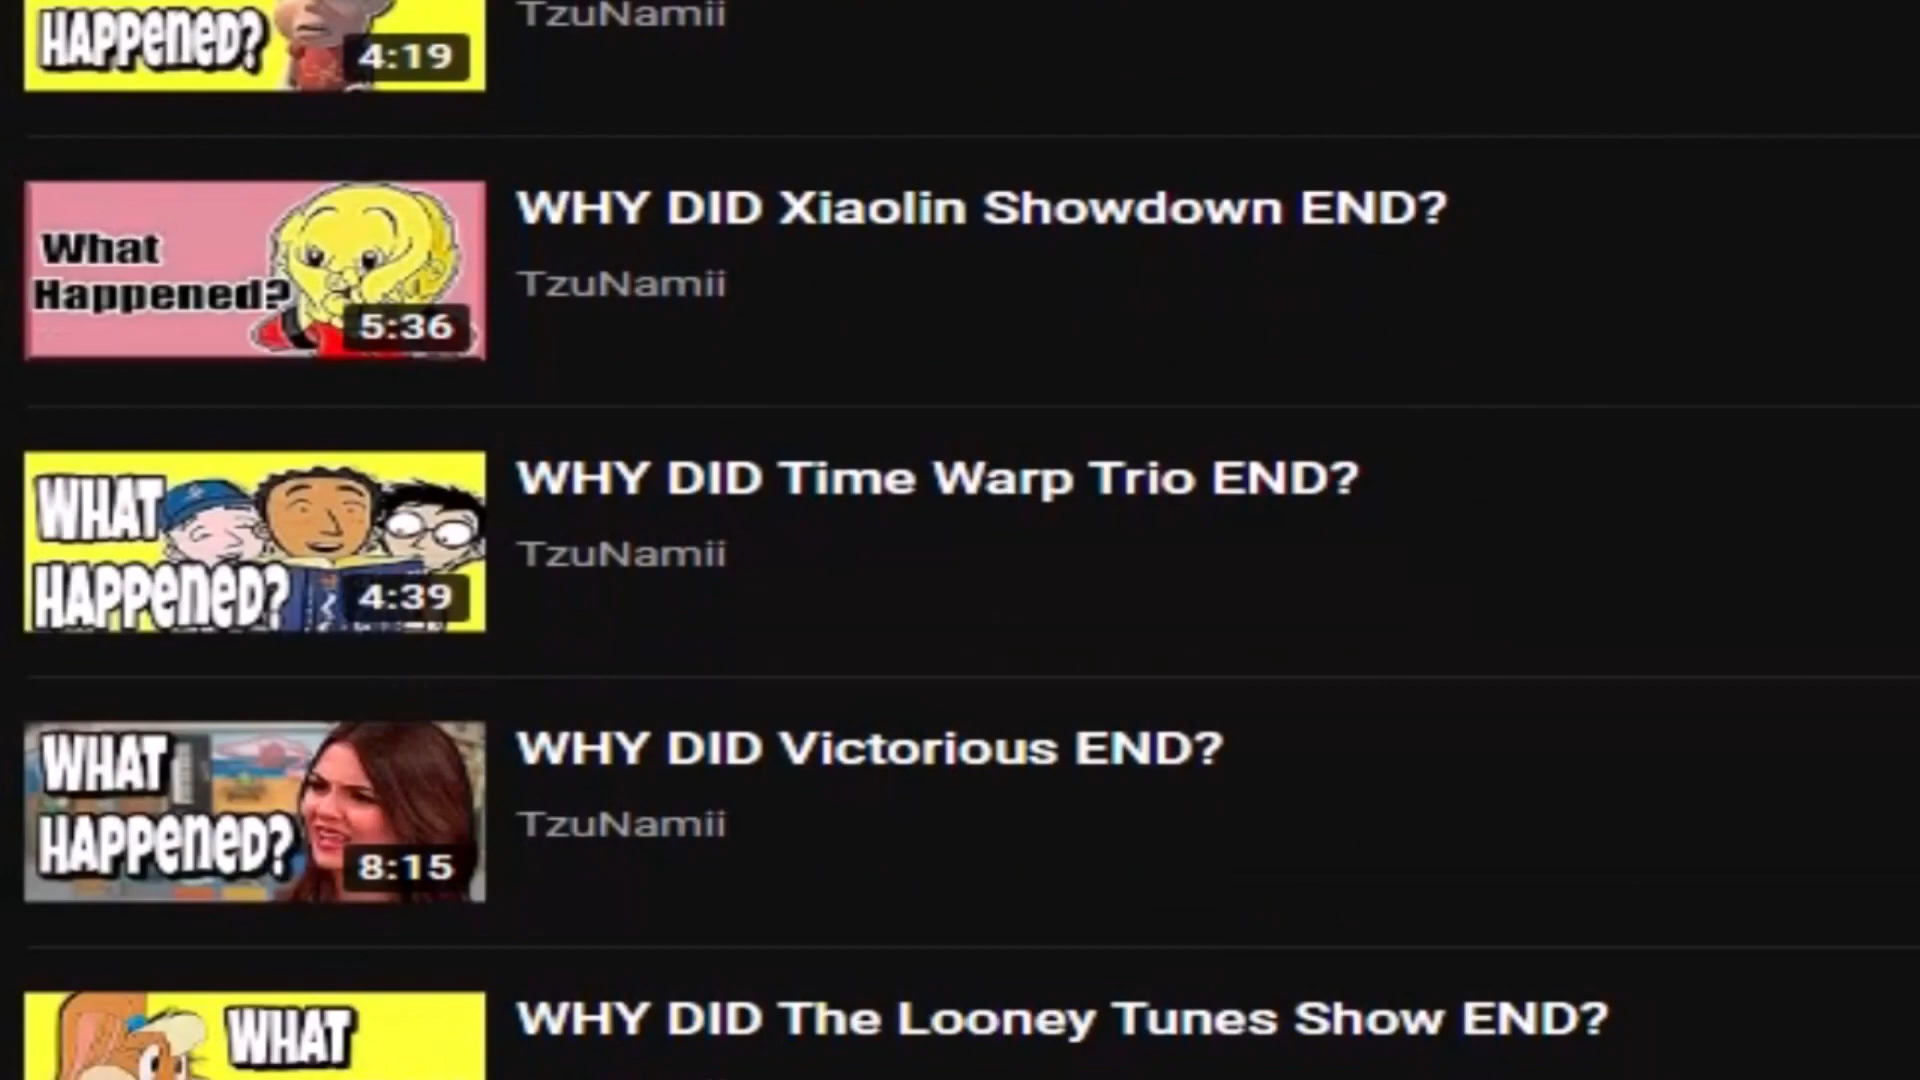 TzuNamii
HAPPeneD?
4:19
WHY DID Xiaolin Showdown END?
What
Happened?
TzuNamii
5:36
WHY DID Time Warp Trio END?
WHAT
TzuNamii
HAPPeneD?
4:39
WHY DID Victorious END?
WHAT
TzuNamii
HAPPeneD?
8:15
WHY DID The Looney Tunes Show END?
WHAT